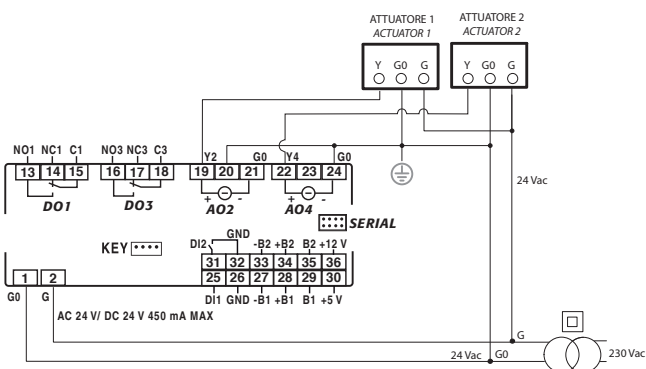 ATTUATORE 1
ACTUATOR 1
ATTUATORE 2
ACTUATOR 2
Y G0 G
Y G0 G
NO1 NC1 C1
NO3 NC3 C3
Y2 G0
Y4 G0
13 14 15
16 17 18
19 20 21
22 23 24
DO1
DO3
+ -
AO2
+ -
AO4
24 Vac
SERIAL
KEY
DI2 GND -B2 +B2 B2 +12 V
31 32 33 34 35 36
25 26 27 28 29 30
DI1 GND -B1 +B1 B1 +5 V
1 2
G0 G
AC 24 V/ DC 24 V 450 mA MAX
G
24 Vac G0
230 Vac